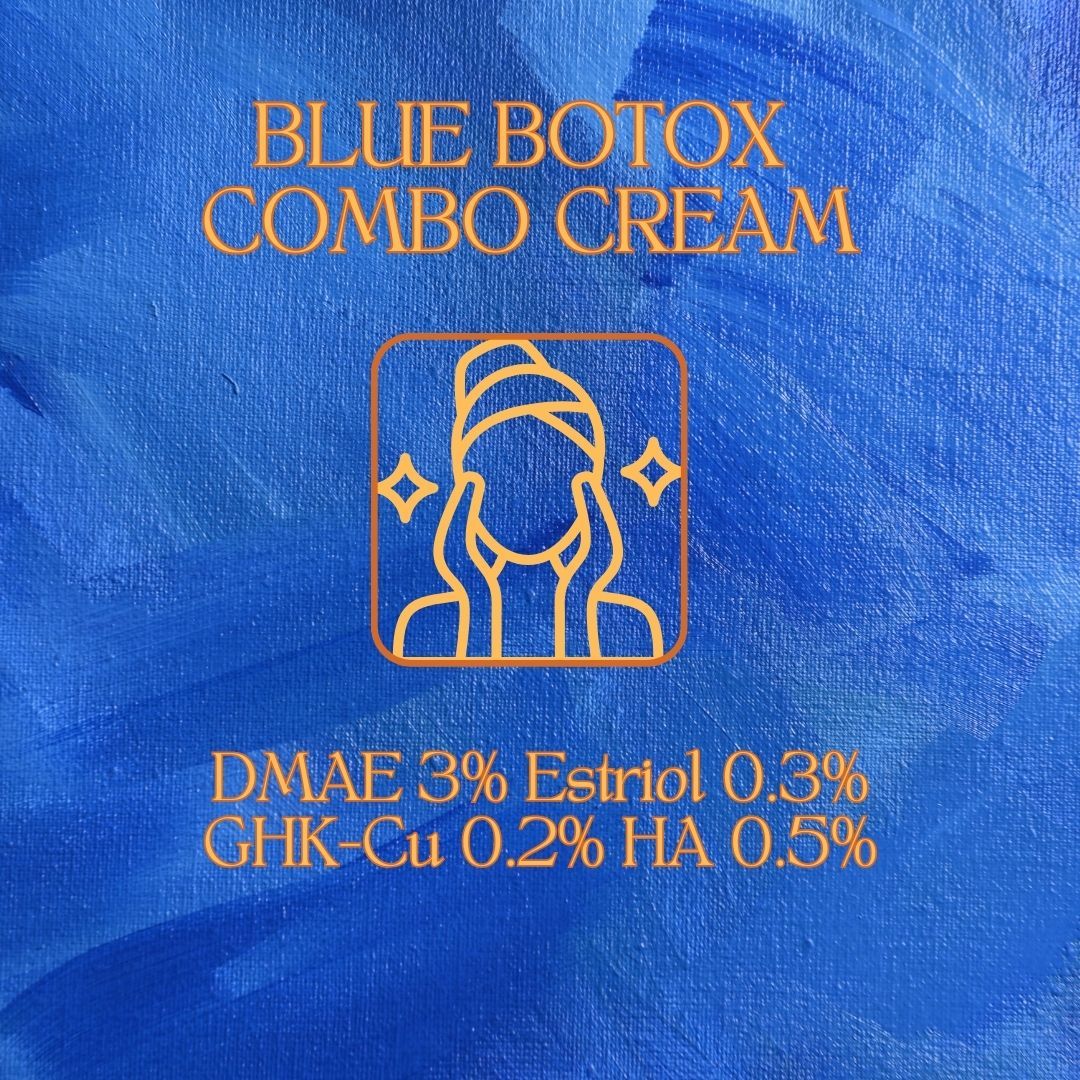 BLUE BOTOX
COMBO CREAM
DMAE 3% Estriol 0.3%
GHK-Cu 0.2% HA 0.5%